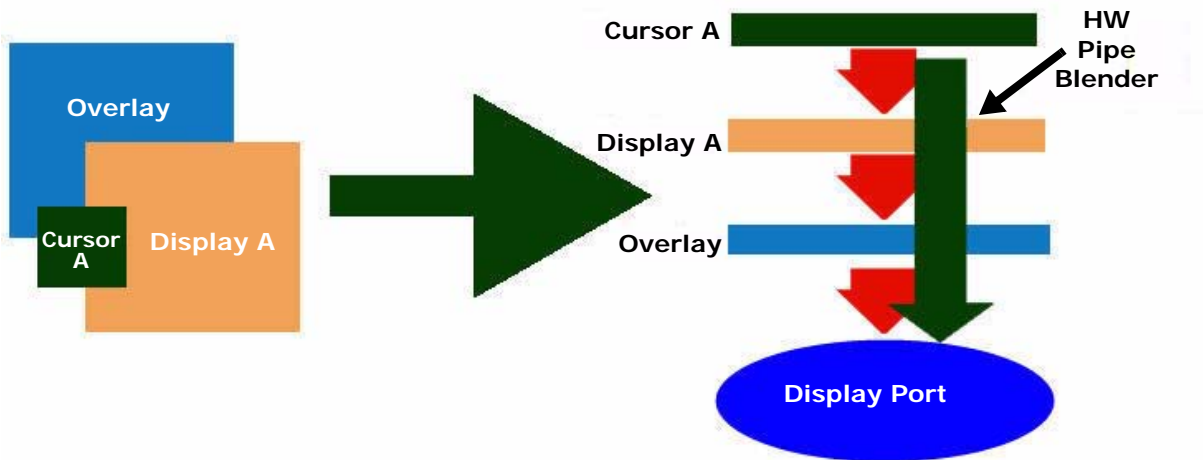 Overlay
Cursor
A
Display A
Cursor A
HW
Pipe
Blender
Display A
Overlay
Display Port